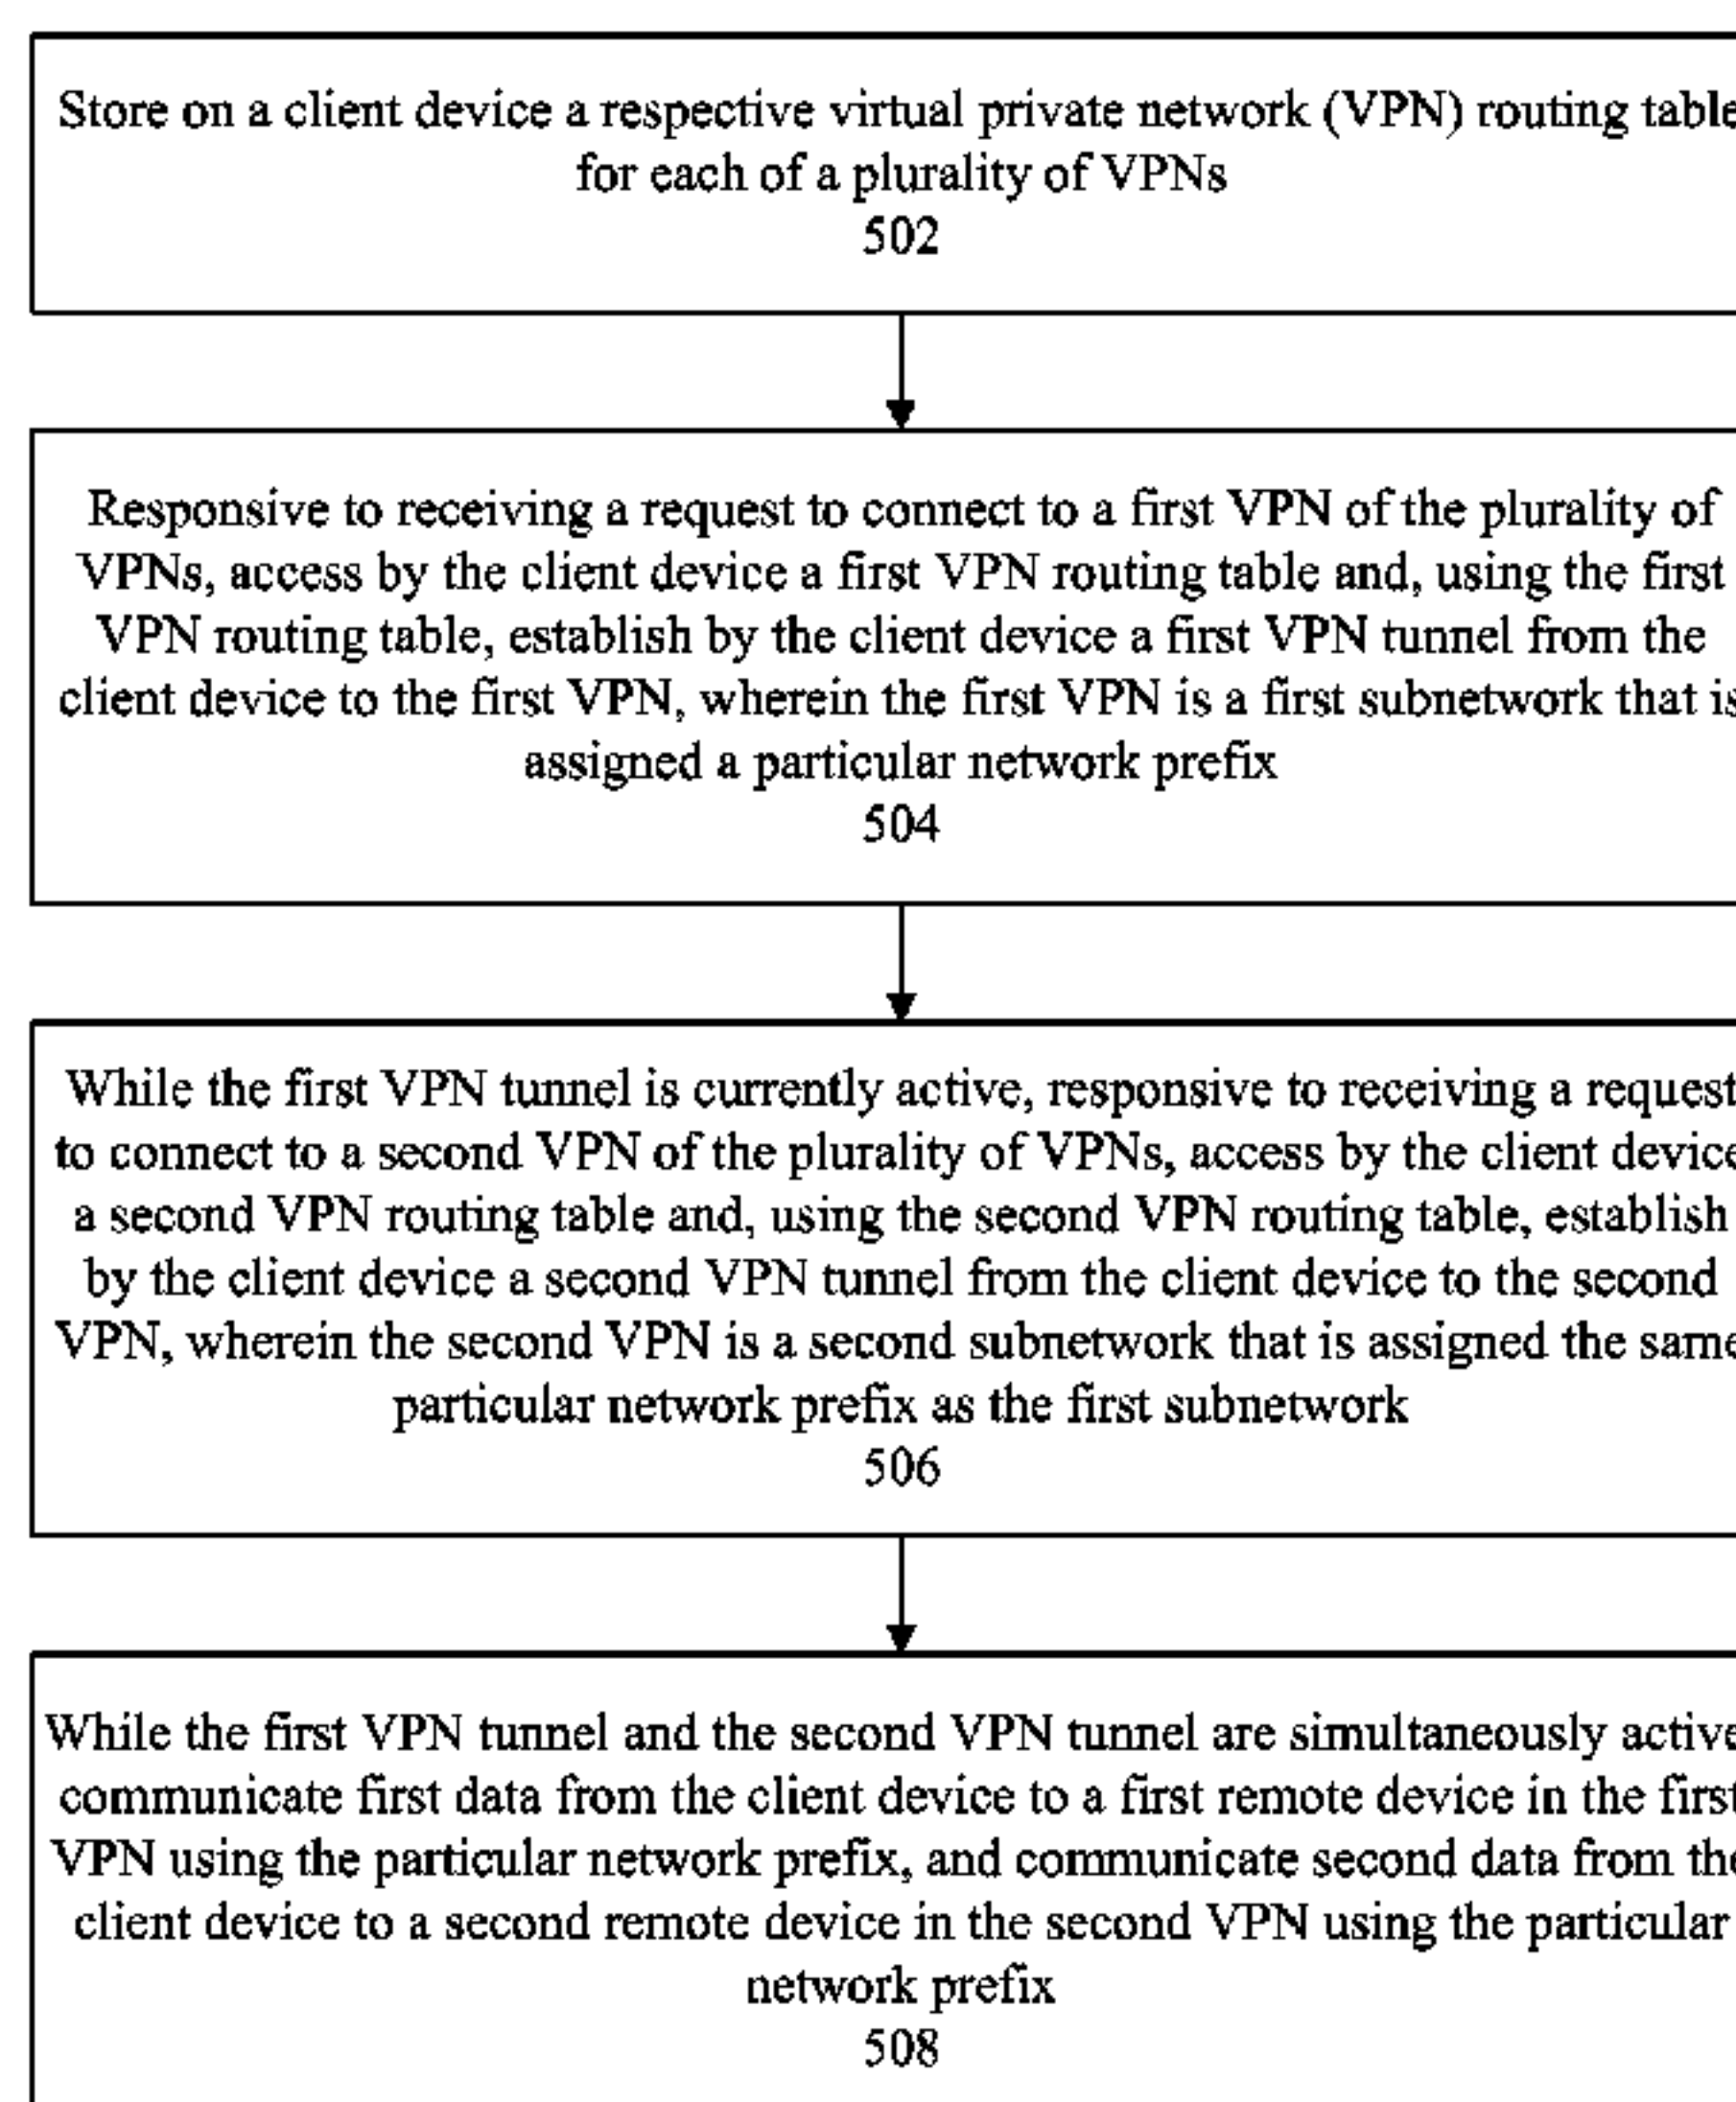 Store on a client device a respective virtual private network (VPN) routing table
for each of a plurality of VPNs
502
Responsive to receiving a request to connect to a first VPN of the plurality of
VPNs, access by the client device a first VPN routing table and, using the first
VPN routing table, establish by the client device a first VPN tunnel from the
client device to the first VPN, wherein the first VPN is a first subnetwork that is
assigned a particular network prefix
504
While the first VPN tunnel is currently active, responsive to receiving a request
to connect to a second VPN of the plurality of VPNs, access by the client device
a second VPN routing table and, using the second VPN routing table, establish
by the client device a second VPN tunnel from the client device to the second
VPN, wherein the second VPN is a second subnetwork that is assigned the same
particular network prefix as the first subnetwork
506
While the first VPN tunnel and the second VPN tunnel are simultaneously active
communicate first data from the client device to a first remote device in the first
VPN using the particular network prefix, and communicate second data from the
client device to a second remote device in the second VPN using the particular
network prefix
508